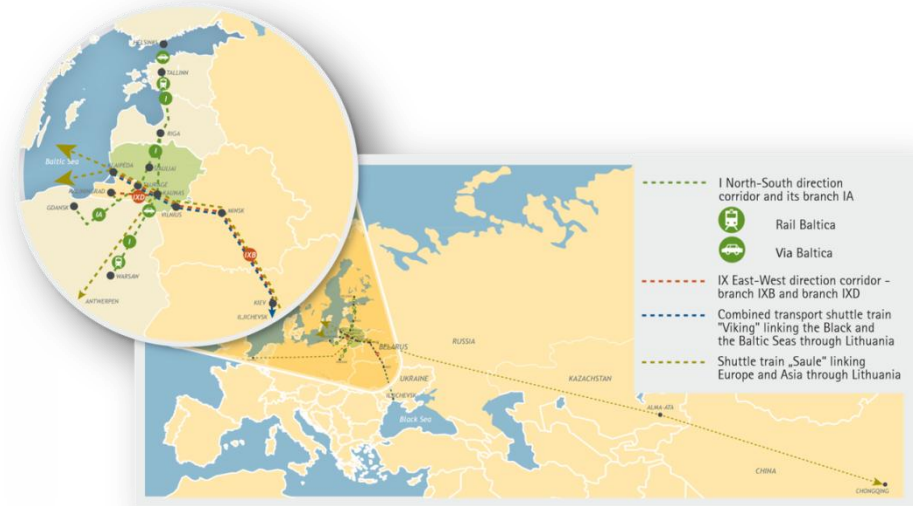 HELSINKI
TALLINN
I
RIGA
I
Baltic Sea
KLAIPEDA
SIAULIAI
TAURAGE
KAUNAS
KALININGRAD
IXD
GDANSK
IA
VILNIUS
MINSK
I
IXB
WARSAW
ANTWERPEN
KIEV
ILJICHEVSK
BELARUS
RUSSIA
UKRAINE
KAZACHSTAN
ILJICHEVSK
Black Sea
ALMA-ATA
CHINA
CHONGQING
I North-South direction
corridor and its branch IA
Rail Baltica
Via Baltica
IX East-West direction corridor -
branch IXB and branch IXD
Combined transport shuttle train
"Viking" linking the Black and
the Baltic Seas through Lithuania
Shuttle train „Saule" linking
Europe and Asia through Lithuania